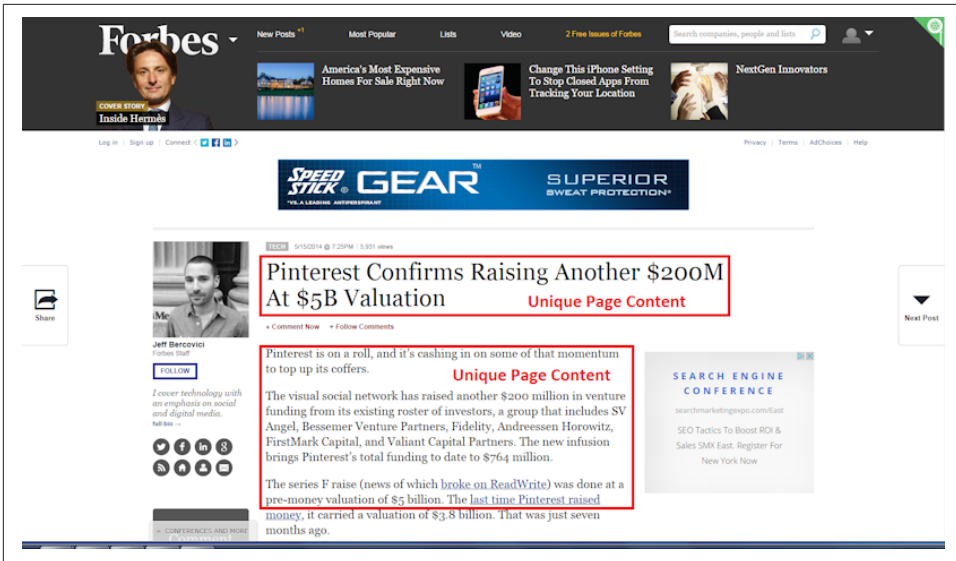 Forbes
New Posts +1
Most Popular
Lists
Video
2 Free Issues of Forbes
Search companies, people and lists
America's Most Expensive
Homes For Sale Right Now
Change This iPhone Setting
To Stop Closed Apps From
Tracking Your Location
NextGen Innovators
COVER STORY
Inside Hermès
Log in | Sign up | Connect
Privacy | Terms | AdChoices | Help
SPEED STICK® GEAR™
*VS. A LEADING ANTIPERSPIRANT
SUPERIOR
SWEAT PROTECTION*
TECH 5/15/2014 @ 7:25PM | 5,931 views
Pinterest Confirms Raising Another $200M
At $5B Valuation
Unique Page Content
+ Comment Now + Follow Comments
Share
Next Post
Jeff Bercovici
Forbes Staff
FOLLOW
I cover technology with
an emphasis on social
and digital media.
full bio →
Pinterest is on a roll, and it's cashing in on some of that momentum
to top up its coffers.
Unique Page Content
The visual social network has raised another $200 million in venture
funding from its existing roster of investors, a group that includes SV
Angel, Bessemer Venture Partners, Fidelity, Andreessen Horowitz,
FirstMark Capital, and Valiant Capital Partners. The new infusion
brings Pinterest's total funding to date to $764 million.
The series F raise (news of which broke on ReadWrite) was done at a
pre-money valuation of $5 billion. The last time Pinterest raised
money, it carried a valuation of $3.8 billion. That was just seven
months ago.
SEARCH ENGINE
CONFERENCE
searchmarketingexpo.com/East
SEO Tactics To Boost ROI &
Sales SMX East. Register For
New York Now
CONFERENCES AND MORE
Comment